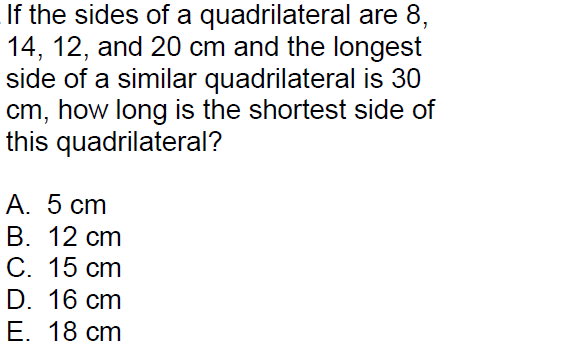 If the sides of a quadrilateral are 8,
14, 12, and 20 cm and the longest
side of a similar quadrilateral is 30
cm, how long is the shortest side of
this quadrilateral?
A. 5 cm
B. 12 cm
C. 15 cm
D. 16 cm
E. 18 cm